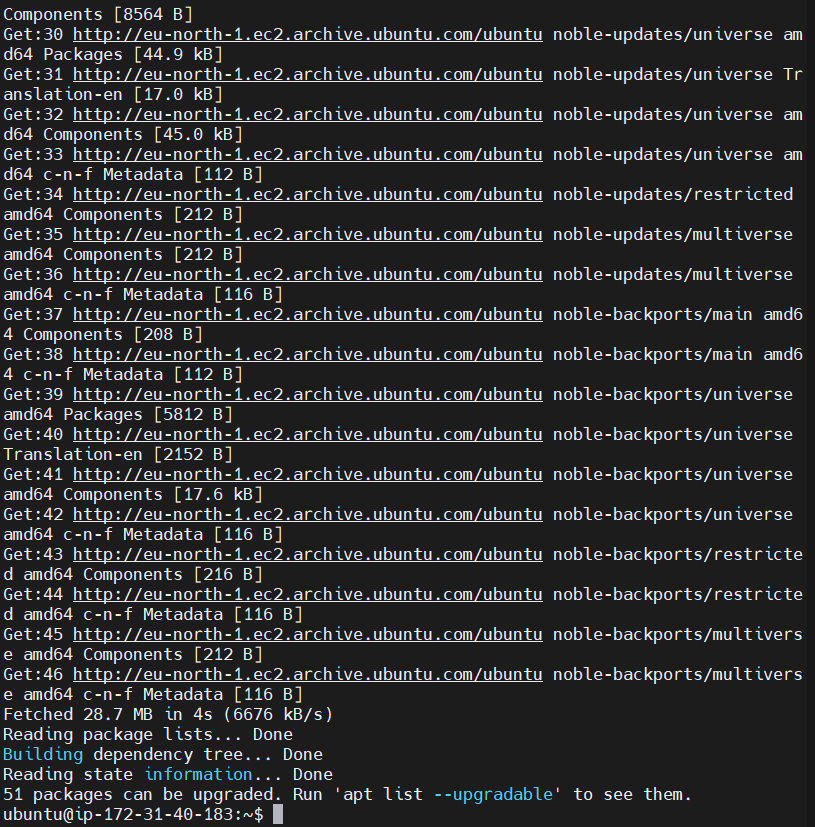 Components [8564 B]
Get:30 http://eu-north-1.ec2.archive.ubuntu.com/ubuntu noble-updates/universe am
d64 Packages [44.9 kB]
Get:31 http://eu-north-1.ec2.archive.ubuntu.com/ubuntu noble-updates/universe Tr
anslation-en [17.0 kB]
Get:32 http://eu-north-1.ec2.archive.ubuntu.com/ubuntu noble-updates/universe am
d64 Components [45.0 kB]
Get:33 http://eu-north-1.ec2.archive.ubuntu.com/ubuntu noble-updates/universe am
d64 c-n-f Metadata [112 B]
Get:34 http://eu-north-1.ec2.archive.ubuntu.com/ubuntu noble-updates/restricted
amd64 Components [212 B]
Get:35 http://eu-north-1.ec2.archive.ubuntu.com/ubuntu noble-updates/multiverse
amd64 Components [212 B]
Get:36 http://eu-north-1.ec2.archive.ubuntu.com/ubuntu noble-updates/multiverse
amd64 c-n-f Metadata [116 B]
Get:37 http://eu-north-1.ec2.archive.ubuntu.com/ubuntu noble-backports/main amd6
4 Components [208 B]
Get:38 http://eu-north-1.ec2.archive.ubuntu.com/ubuntu noble-backports/main amd6
4 c-n-f Metadata [112 B]
Get:39 http://eu-north-1.ec2.archive.ubuntu.com/ubuntu noble-backports/universe
amd64 Packages [5812 B]
Get:40 http://eu-north-1.ec2.archive.ubuntu.com/ubuntu noble-backports/universe
Translation-en [2152 B]
Get:41 http://eu-north-1.ec2.archive.ubuntu.com/ubuntu noble-backports/universe
amd64 Components [17.6 kB]
Get:42 http://eu-north-1.ec2.archive.ubuntu.com/ubuntu noble-backports/universe
amd64 c-n-f Metadata [116 B]
Get:43 http://eu-north-1.ec2.archive.ubuntu.com/ubuntu noble-backports/restricte
d amd64 Components [216 B]
Get:44 http://eu-north-1.ec2.archive.ubuntu.com/ubuntu noble-backports/restricte
d amd64 c-n-f Metadata [116 B]
Get:45 http://eu-north-1.ec2.archive.ubuntu.com/ubuntu noble-backports/multivers
e amd64 Components [212 B]
Get:46 http://eu-north-1.ec2.archive.ubuntu.com/ubuntu noble-backports/multivers
e amd64 c-n-f Metadata [116 B]
Fetched 28.7 MB in 4s (6676 kB/s)
Reading package lists... Done
Building dependency tree... Done
Reading state information... Done
51 packages can be upgraded. Run 'apt list --upgradable' to see them.
ubuntu@ip-172-31-40-183:~$